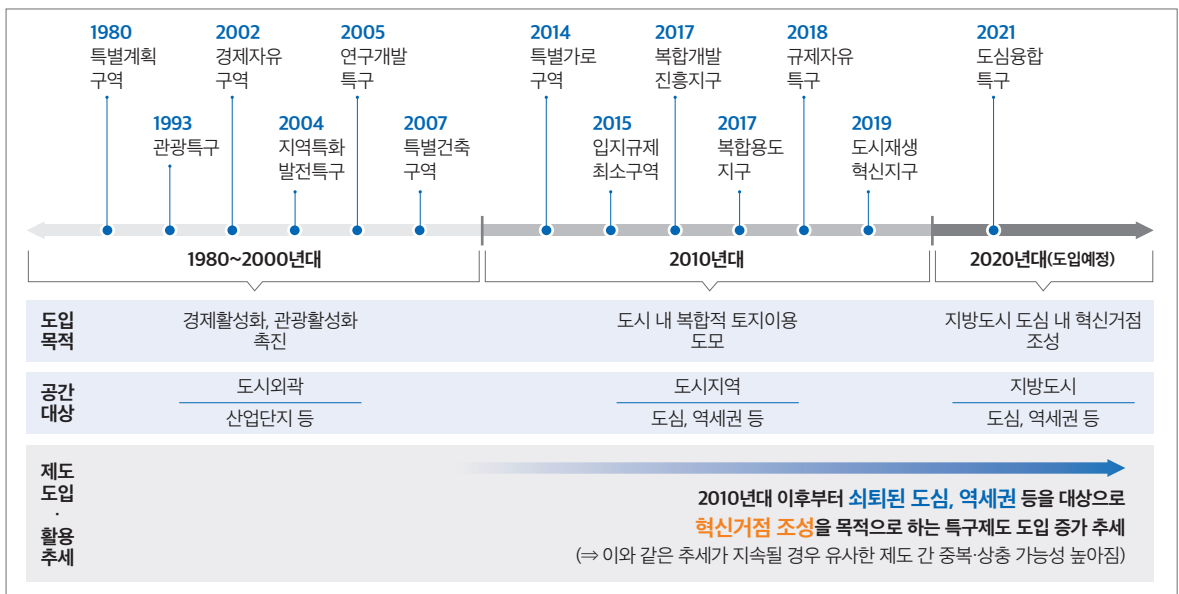 1980
특별계획
구역
1993
관광특구
2002
경제자유
구역
2004
지역특화
발전특구
2005
연구개발
특구
2007
특별건축
구역
2014
특별가로
구역
2015
입지규제
최소구역
2017
복합개발
진흥지구
2017
복합용도
지구
2018
규제자유
특구
2019
도시재생
혁신지구
2021
도심융합
특구
1980~2000년대
2010년대
2020년대(도입예정)
도입
목적
경제활성화, 관광활성화
촉진
도시 내 복합적 토지이용
도모
지방도시 도심 내 혁신거점
조성
공간
대상
도시외곽
산업단지 등
도시지역
도심, 역세권 등
지방도시
도심, 역세권 등
제도
도입
·
활용
추세
2010년대 이후부터 쇠퇴된 도심, 역세권 등을 대상으로
혁신거점 조성을 목적으로 하는 특구제도 도입 증가 추세
(⇒ 이와 같은 추세가 지속될 경우 유사한 제도 간 중복·상충 가능성 높아짐)